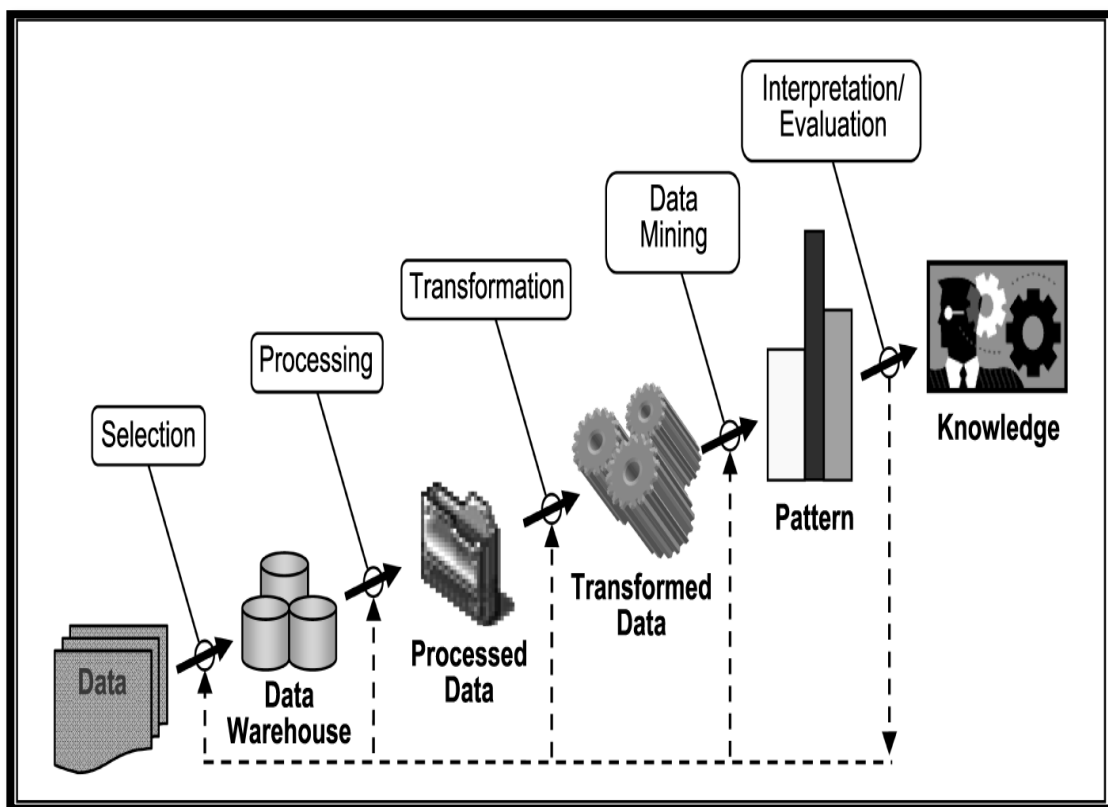 Interpretation/
Evaluation
Data
Mining
Transformation
Processing
Selection
Knowledge
Pattern
Transformed
Data
Processed
Data
Data
Warehouse
Data